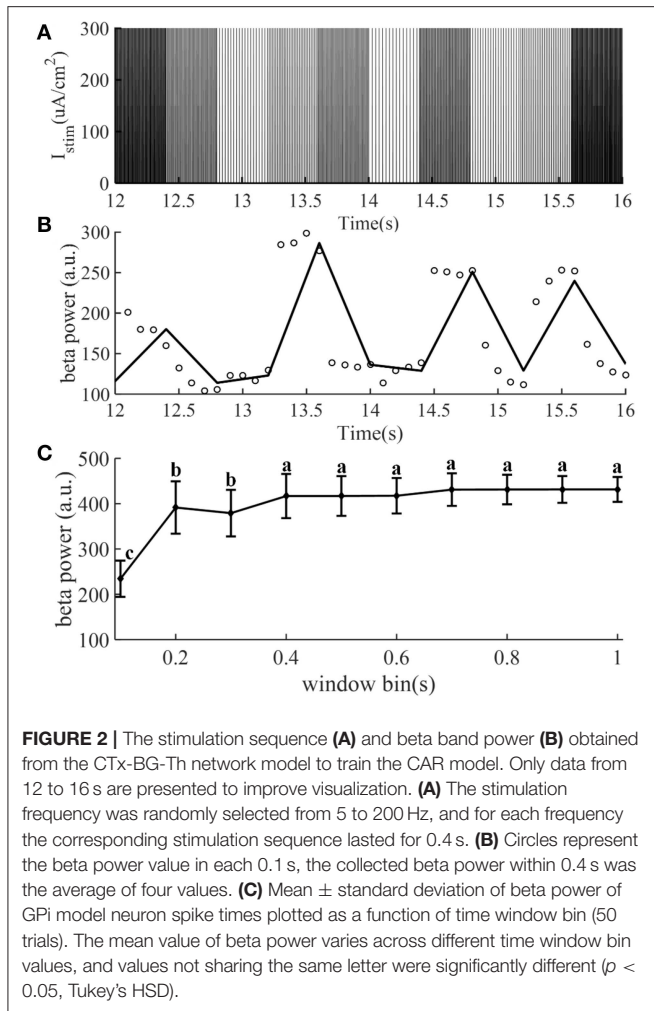 A
I_stim(uA/cm²)
300
200
100
0
12 12.5 13 13.5 14 14.5 15 15.5 16
Time(s)
B
beta power (a.u.)
300
250
200
150
100
12 12.5 13 13.5 14 14.5 15 15.5 16
Time(s)
C
beta power (a.u.)
500
400
300
200
100
c b b a a a a a a a
0.2 0.4 0.6 0.8 1
window bin(s)
FIGURE 2 | The stimulation sequence (A) and beta band power (B) obtained
from the CTx-BG-Th network model to train the CAR model. Only data from
12 to 16 s are presented to improve visualization. (A) The stimulation
frequency was randomly selected from 5 to 200 Hz, and for each frequency
the corresponding stimulation sequence lasted for 0.4 s. (B) Circles represent
the beta power value in each 0.1 s, the collected beta power within 0.4 s was
the average of four values. (C) Mean ± standard deviation of beta power of
GPi model neuron spike times plotted as a function of time window bin (50
trials). The mean value of beta power varies across different time window bin
values, and values not sharing the same letter were significantly different (p <
0.05, Tukey's HSD).